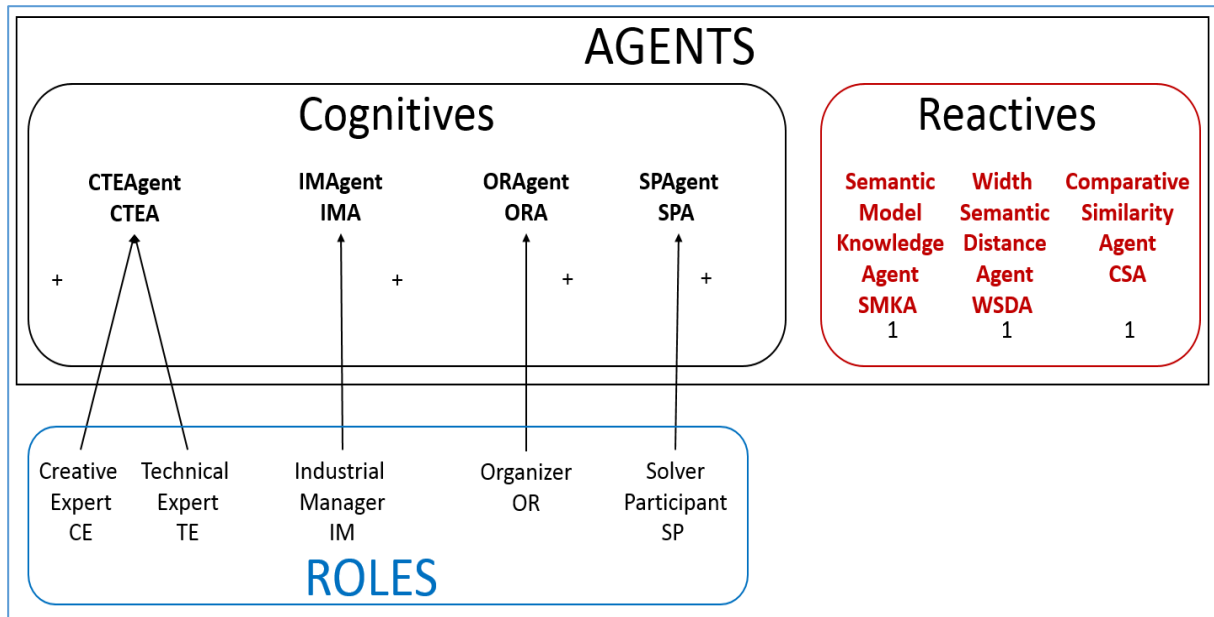 AGENTS
Cognitives
CTEAgent
CTEA
IMAgent
IMA
ORAgent
ORA
SPAgent
SPA
+
+
+
+
Reactives
Semantic
Model
Knowledge
Agent
SMKA
1
Width
Semantic
Distance
Agent
WSDA
1
Comparative
Similarity
Agent
CSA
1
Creative
Expert
CE
Technical
Expert
TE
Industrial
Manager
IM
Organizer
OR
Solver
Participant
SP
ROLES